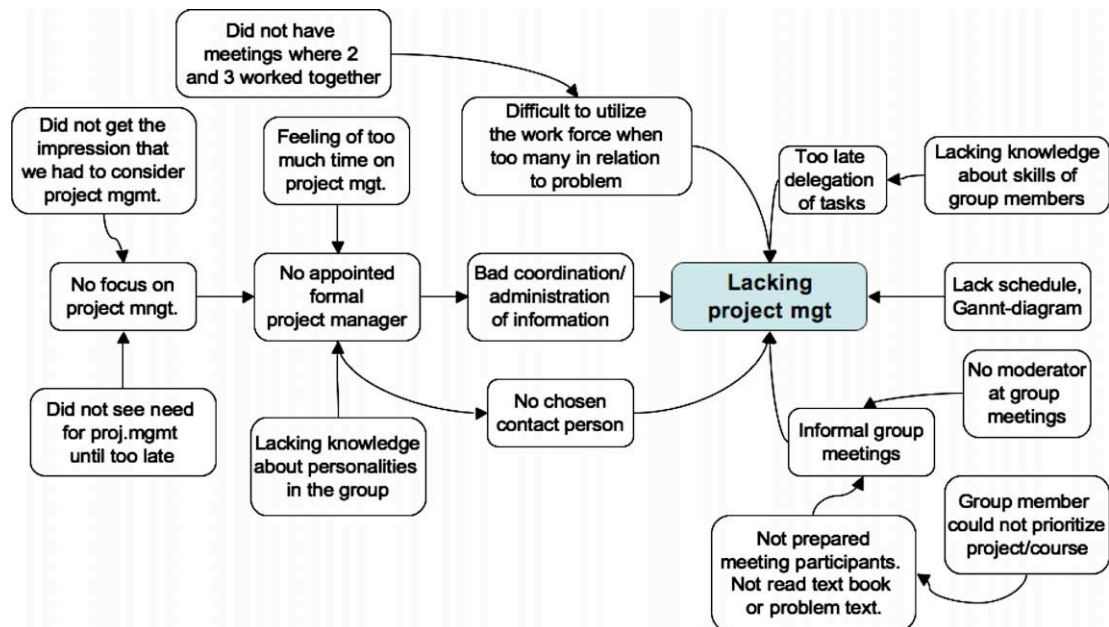 Did not have
meetings where 2
and 3 worked together
Did not get the
impression that
we had to consider
project mgmt.
Feeling of too
much time on
project mgt.
Difficult to utilize
the work force when
too many in relation
to problem
Too late
delegation
of tasks
Lacking knowledge
about skills of
group members
No focus on
project mngt.
No appointed
formal
project manager
Bad coordination/
administration
of information
Lacking
project mgt
Lack schedule,
Gannt-diagram
Did not see need
for proj.mgmt
until too late
Lacking knowledge
about personalities
in the group
No chosen
contact person
Informal group
meetings
No moderator
at group
meetings
Not prepared
meeting participants.
Not read text book
or problem text.
Group member
could not prioritize
project/course